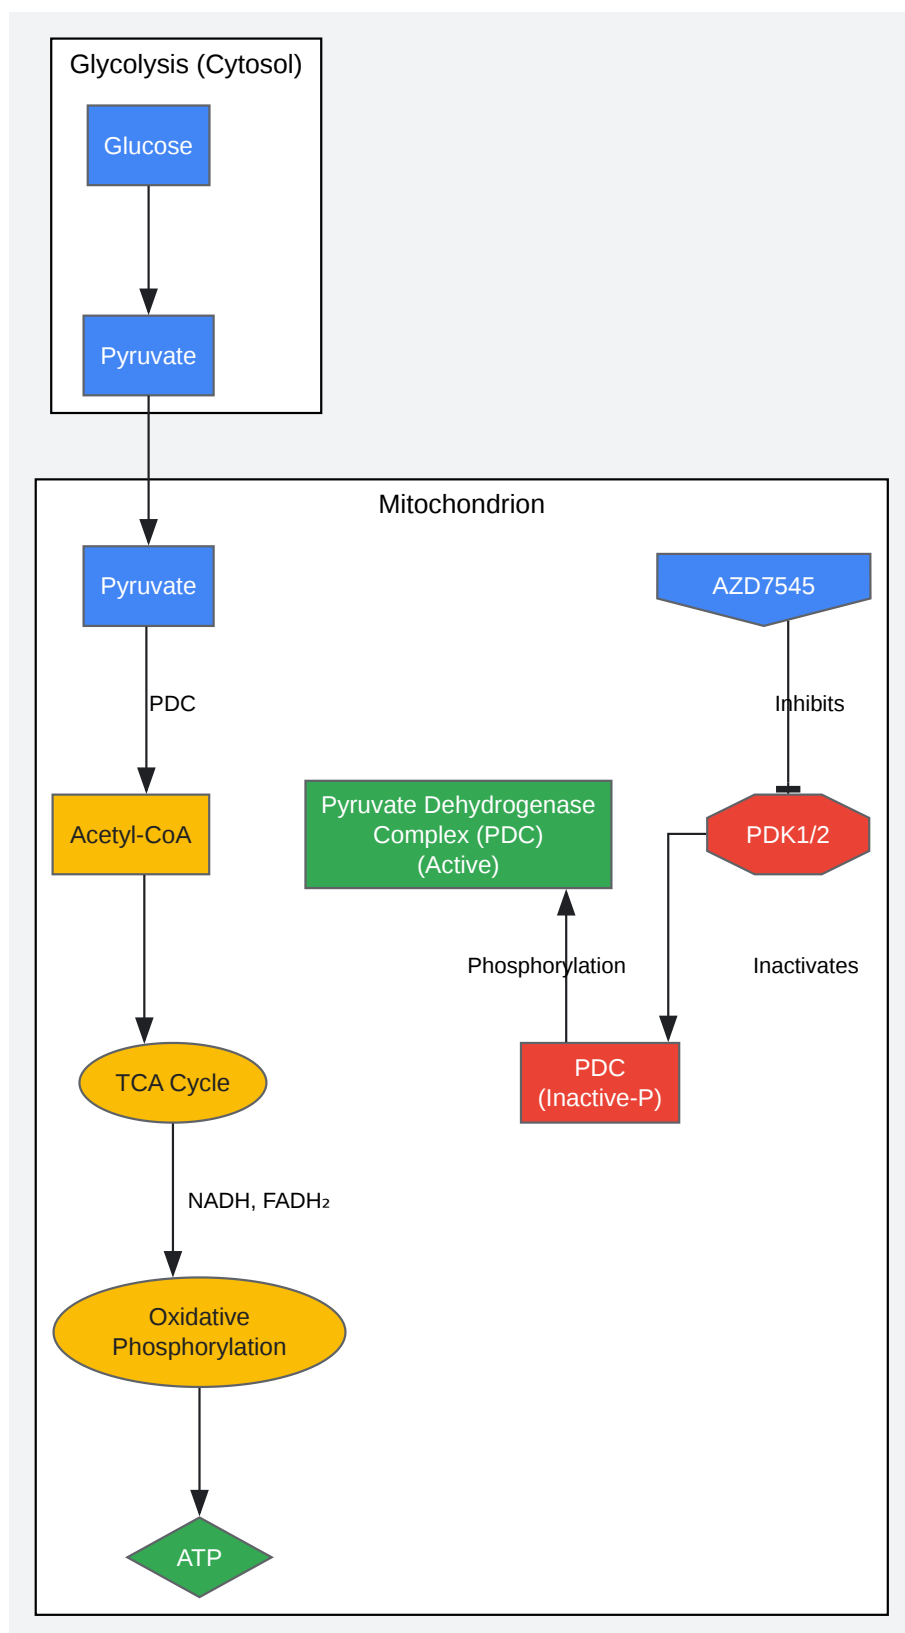 Glycolysis (Cytosol)
Glucose
Pyruvate
Mitochondrion
Pyruvate
AZD7545
PDC
Inhibits
Acetyl-CoA
Pyruvate Dehydrogenase
Complex (PDC)
(Active)
PDK1/2
Phosphorylation
Inactivates
TCA Cycle
PDC
(Inactive-P)
NADH, FADH₂
Oxidative
Phosphorylation
ATP